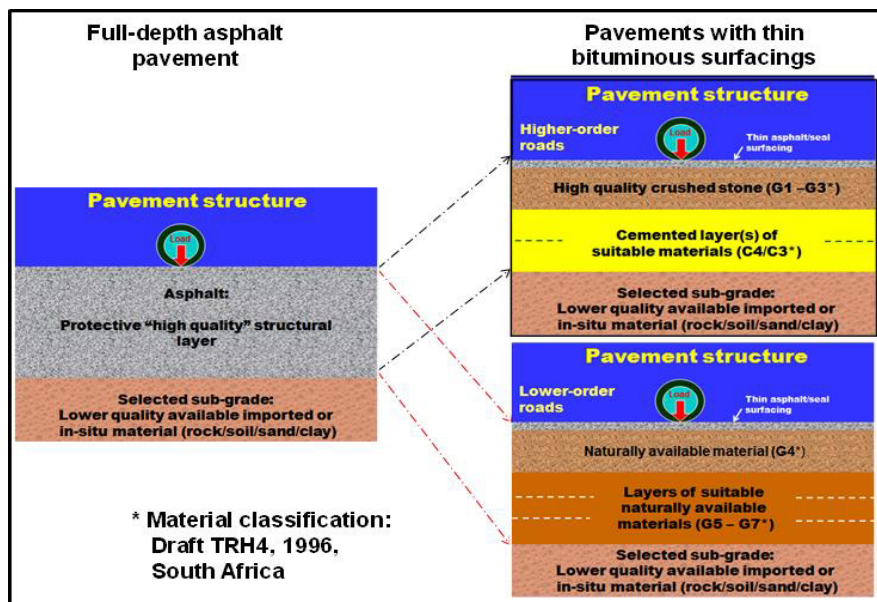 Full-depth asphalt
pavement
Pavement structure
Load
Asphalt:
Protective “high quality” structural
layer
Selected sub-grade:
Lower quality available imported or
in-situ material (rock/soil/sand/clay)
* Material classification:
Draft TRH4, 1996,
South Africa
Pavements with thin
bituminous surfacings
Pavement structure
Higher-order
roads
Load
Thin asphalt/seal
surfacing
High quality crushed stone (G1 –G3*)
Cemented layer(s) of
suitable materials (C4/C3*)
Selected sub-grade:
Lower quality available imported or
in-situ material (rock/soil/sand/clay)
Pavement structure
Lower-order
roads
Load
Thin asphalt/seal
surfacing
Naturally available material (G4*)
Layers of suitable
naturally available
materials (G5 – G7*)
Selected sub-grade:
Lower quality available imported or
in-situ material (rock/soil/sand/clay)